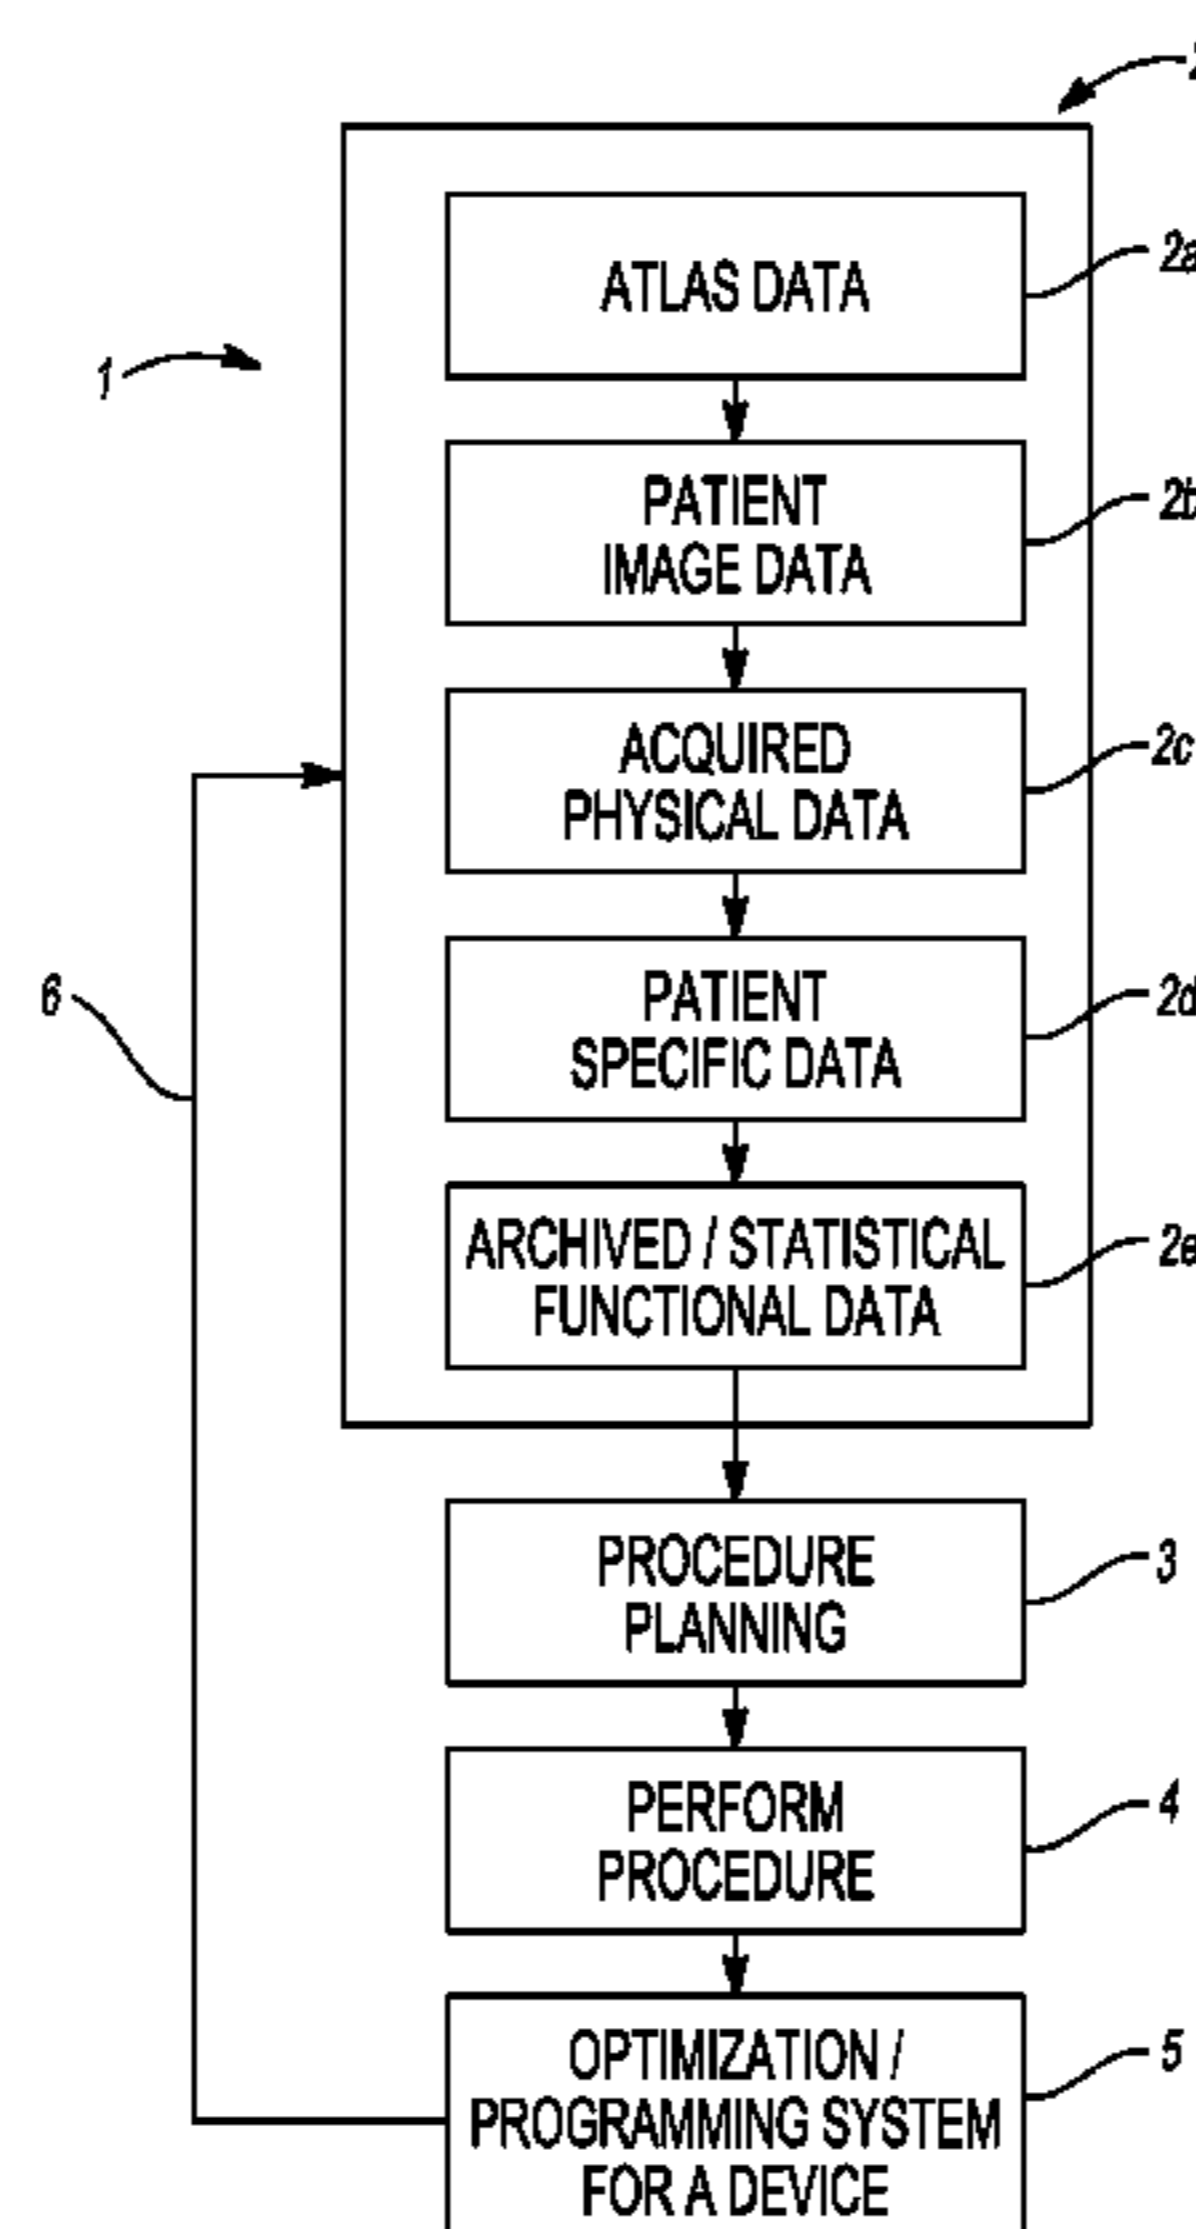 2
ATLAS DATA
2a
1
PATIENT
IMAGE DATA
2b
ACQUIRED
PHYSICAL DATA
2c
PATIENT
SPECIFIC DATA
2d
6
ARCHIVED / STATISTICAL
FUNCTIONAL DATA
2e
PROCEDURE
PLANNING
3
PERFORM
PROCEDURE
4
OPTIMIZATION /
PROGRAMMING SYSTEM
FOR A DEVICE
5